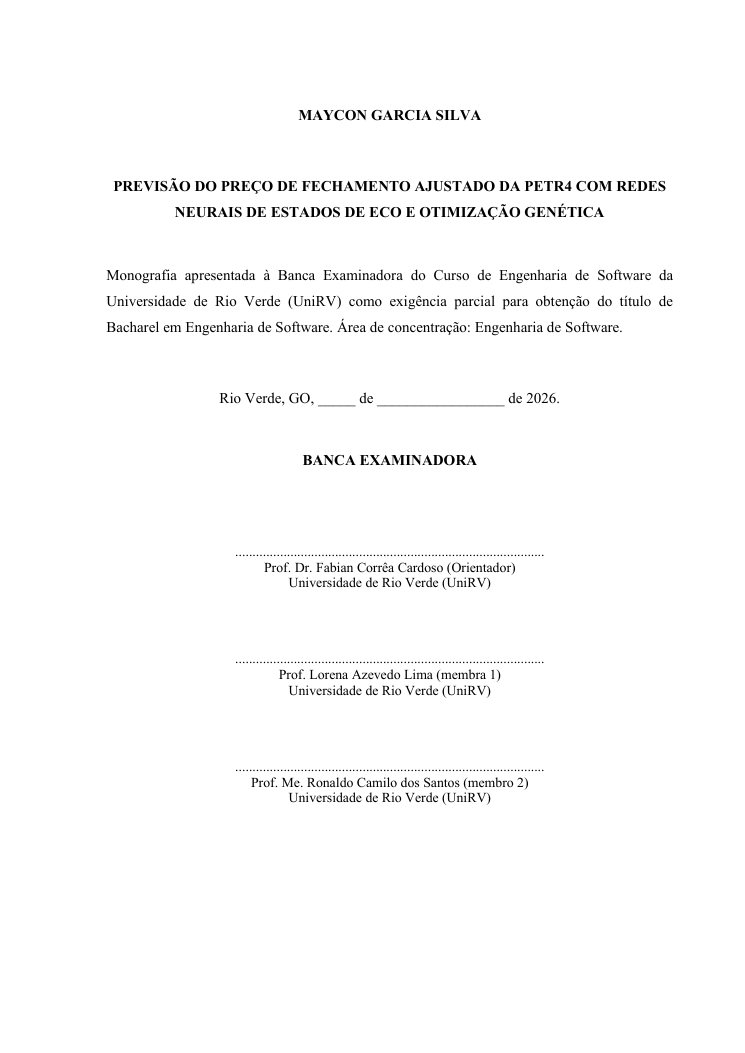 MAYCON GARCIA SILVA
PREVISÃO DO PREÇO DE FECHAMENTO AJUSTADO DA PETR4 COM REDES
NEURAIS DE ESTADOS DE ECO E OTIMIZAÇÃO GENÉTICA
Monografia apresentada à Banca Examinadora do Curso de Engenharia de Software da
Universidade de Rio Verde (UniRV) como exigência parcial para obtenção do título de
Bacharel em Engenharia de Software. Área de concentração: Engenharia de Software.
Rio Verde, GO, _____ de _________________ de 2026.
BANCA EXAMINADORA
..........................................................................................
Prof. Dr. Fabian Corrêa Cardoso (Orientador)
Universidade de Rio Verde (UniRV)
..........................................................................................
Prof. Lorena Azevedo Lima (membra 1)
Universidade de Rio Verde (UniRV)
..........................................................................................
Prof. Me. Ronaldo Camilo dos Santos (membro 2)
Universidade de Rio Verde (UniRV)